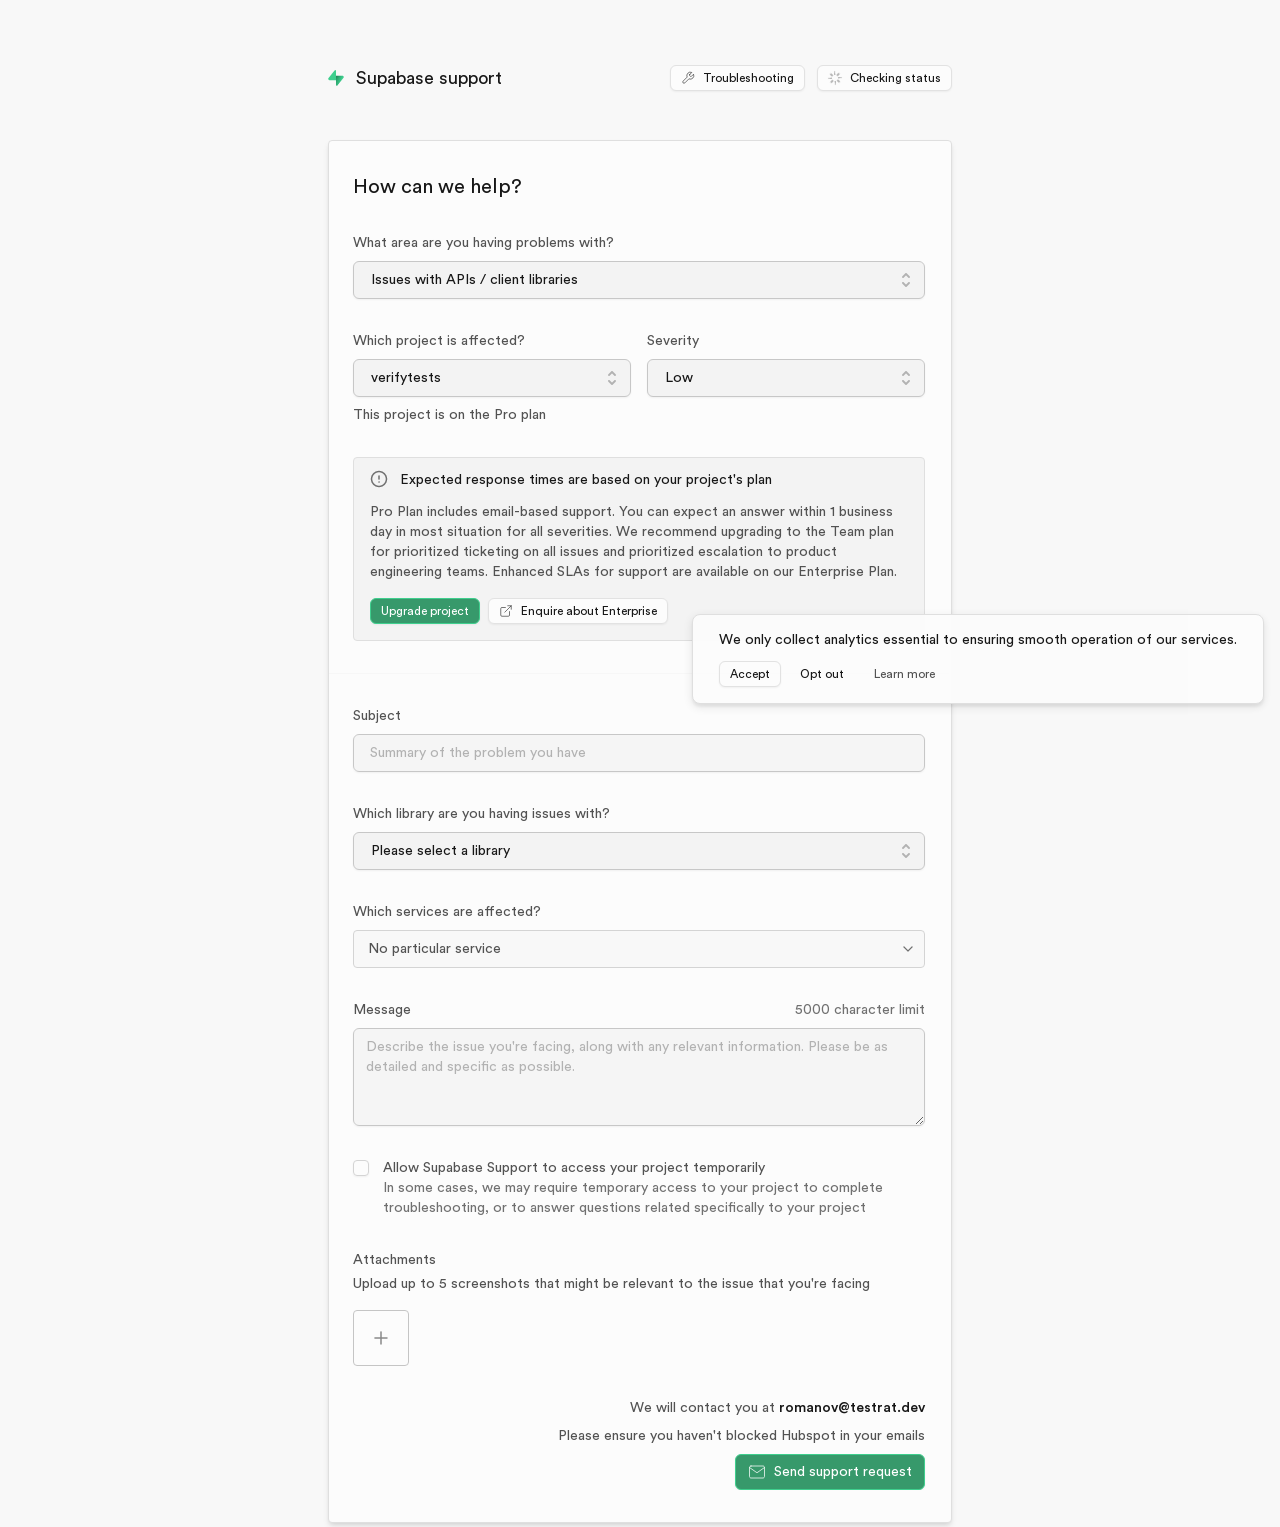 Supabase support
Troubleshooting
Checking status
How can we help?
What area are you having problems with?
Issues with APIs / client libraries
Which project is affected?
Severity
verifytests
Low
This project is on the Pro plan
Expected response times are based on your project's plan
Pro Plan includes email-based support. You can expect an answer within 1 business
day in most situation for all severities. We recommend upgrading to the Team plan
for prioritized ticketing on all issues and prioritized escalation to product
engineering teams. Enhanced SLAs for support are available on our Enterprise Plan.
Upgrade project
Enquire about Enterprise
We only collect analytics essential to ensuring smooth operation of our services.
Accept
Opt out
Learn more
Subject
Summary of the problem you have
Which library are you having issues with?
Please select a library
Which services are affected?
No particular service
Message
5000 character limit
Describe the issue you're facing, along with any relevant information. Please be as
detailed and specific as possible.
Allow Supabase Support to access your project temporarily
In some cases, we may require temporary access to your project to complete
troubleshooting, or to answer questions related specifically to your project
Attachments
Upload up to 5 screenshots that might be relevant to the issue that you're facing
We will contact you at romanov@testrat.dev
Please ensure you haven't blocked Hubspot in your emails
Send support request